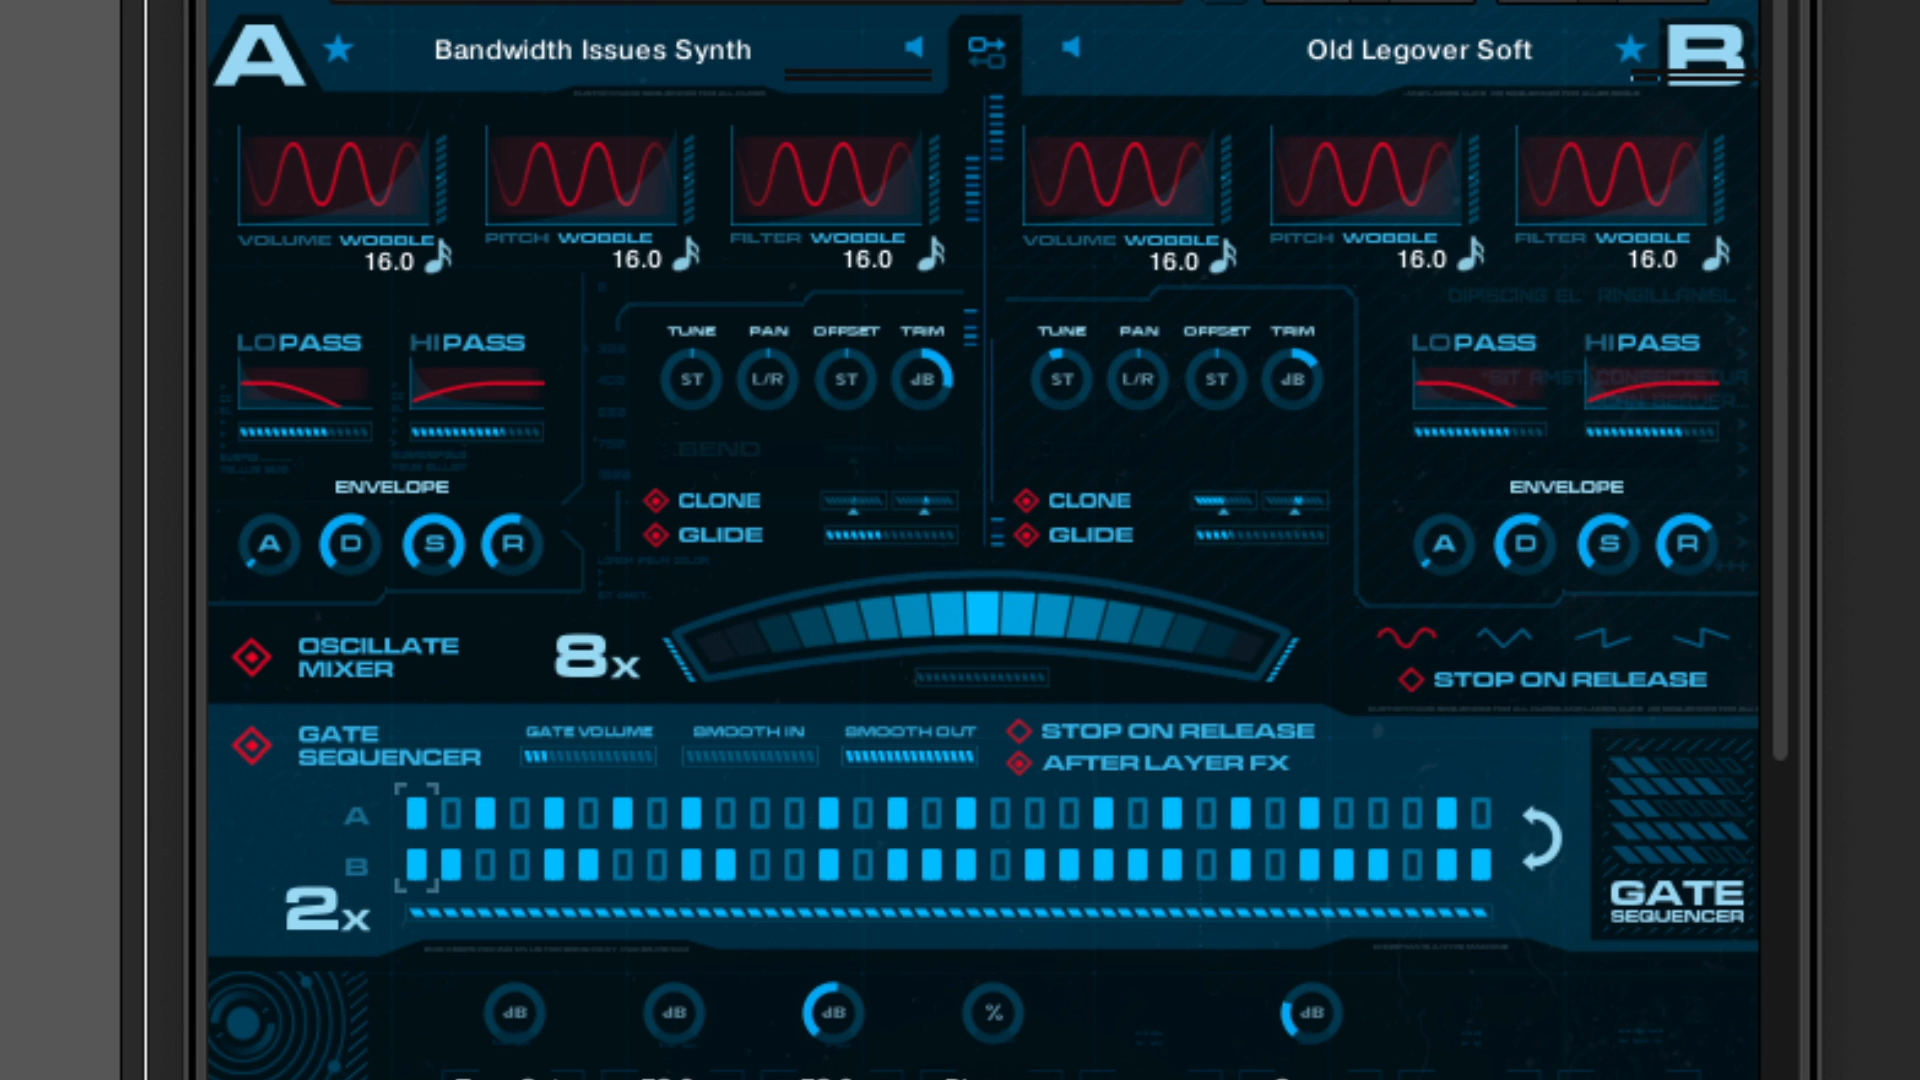 A Bandwidth Issues Synth Old Legover Soft B
VOLUME WOBBLE PITCH WOBBLE FILTER WOBBLE VOLUME WOBBLE PITCH WOBBLE FILTER WOBBLE
16.0 16.0 16.0 16.0 16.0 16.0
TUNE PAN OFFSET TRIM TUNE PAN OFFSET TRIM
LOPASS HIPASS LOPASS HIPASS
ST L/R ST dB ST L/R ST dB
BEND
ENVELOPE ENVELOPE
CLONE CLONE
GLIDE GLIDE
A D S R A D S R
OSCILLATE
MIXER
8x
STOP ON RELEASE
GATE
SEQUENCER
GATE VOLUME SMOOTH IN SMOOTH OUT
STOP ON RELEASE
AFTER LAYER FX
A
B
2x
GATE
SEQUENCER
dB dB dB % dB